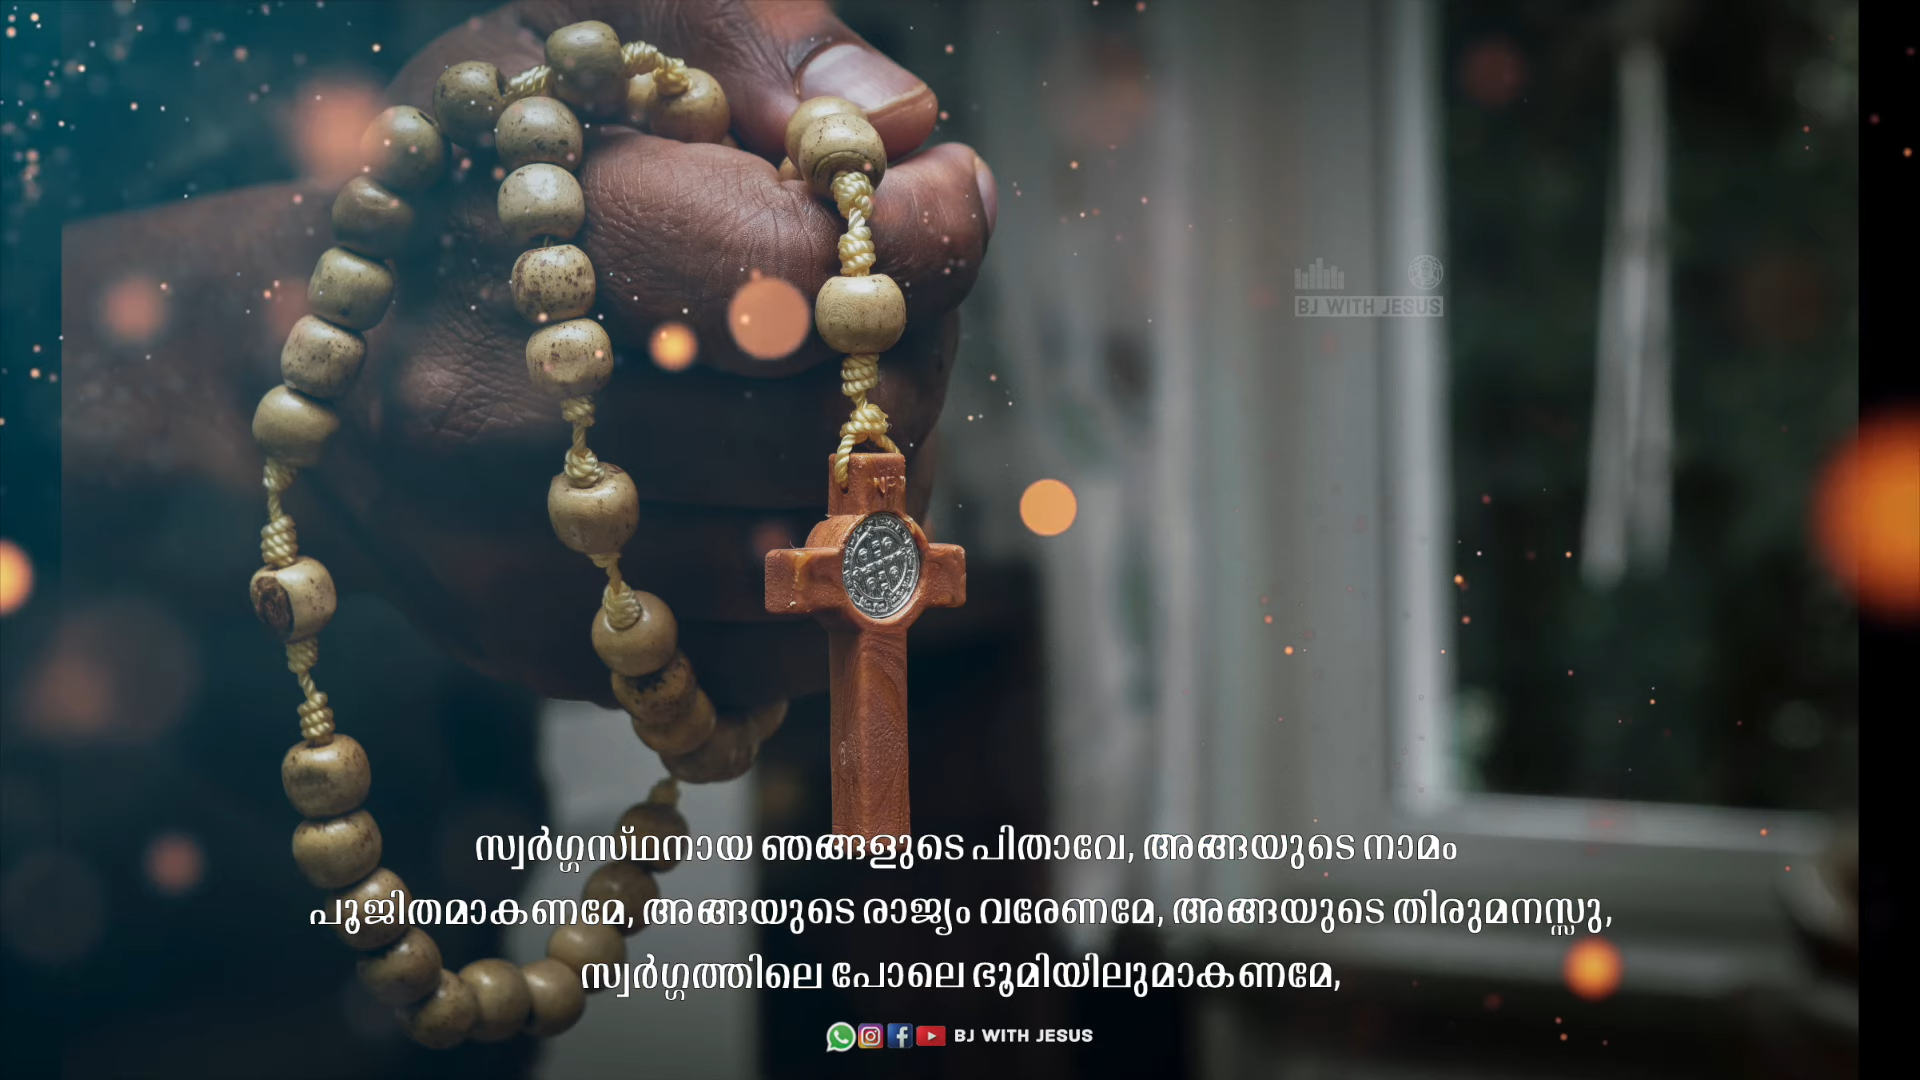 BJ WITH JESUS
സ്വർഗ്ഗസ്ഥനായ ഞങ്ങളുടെ പിതാവേ, അങ്ങയുടെ നാമം
പൂജിതമാകണമേ, അങ്ങയുടെ രാജ്യം വരേണമേ, അങ്ങയുടെ തിരുമനസ്സു,
സ്വർഗ്ഗത്തിലെ പോലെ ഭൂമിയിലുമാകണമേ,
BJ WITH JESUS